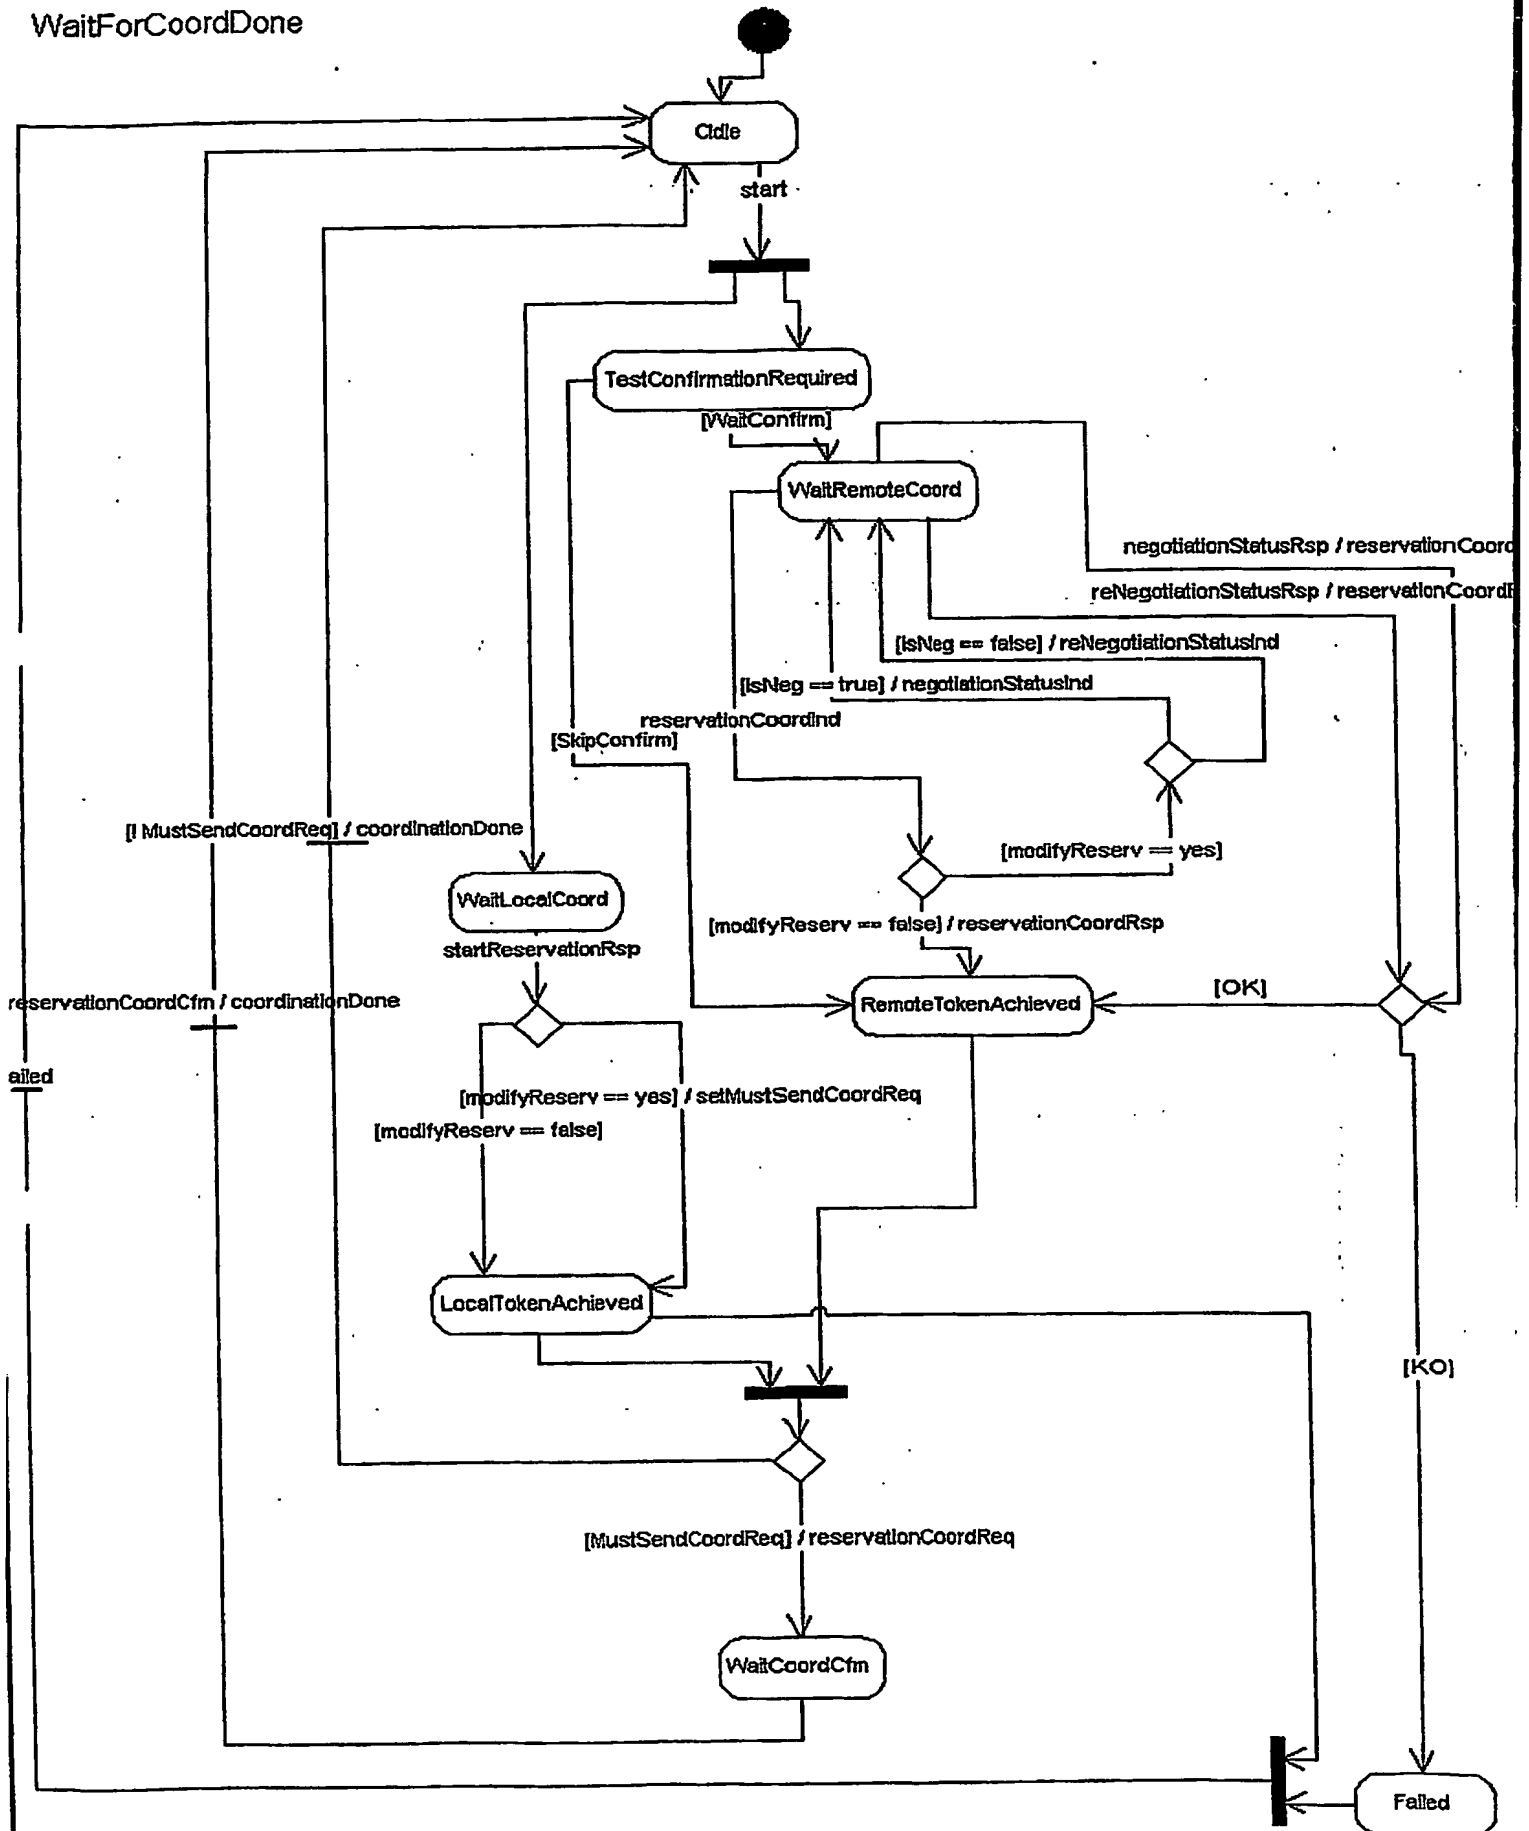 WaitForCoordDone
CIdle
start
TestConfirmationRequired
[WaitConfirm]
WaitRemoteCoord
negotiationStatusRsp / reservationCoord
reNegotiationStatusRsp / reservationCoord
[IsNeg == false] / reNegotiationStatusInd
[IsNeg == true] / negotiationStatusInd
reservationCoordInd
[SkipConfirm]
[! MustSendCoordReq] / coordinationDone
[modifyReserv == yes]
WaitLocalCoord
[modifyReserv == false] / reservationCoordRsp
startReservationRsp
[OK]
reservationCoordCfm / coordinationDone
RemoteTokenAchieved
ailed
[modifyReserv == yes] / setMustSendCoordReq
[modifyReserv == false]
LocalTokenAchieved
[KO]
[MustSendCoordReq] / reservationCoordReq
WaitCoordCfm
Failed